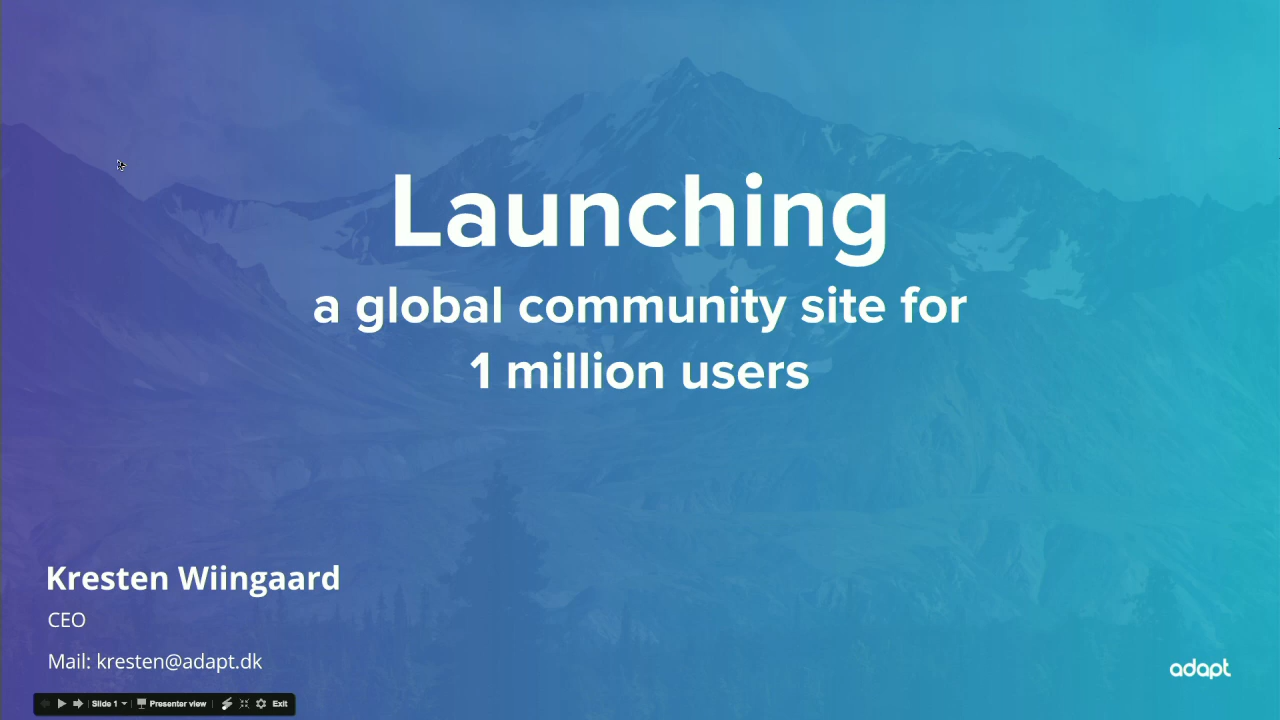 Launching
a global community site for
1 million users
Kresten Wiingaard
CEO
Mail: kresten@adapt.dk
adapt
Slide 1
Presenter view
Exit